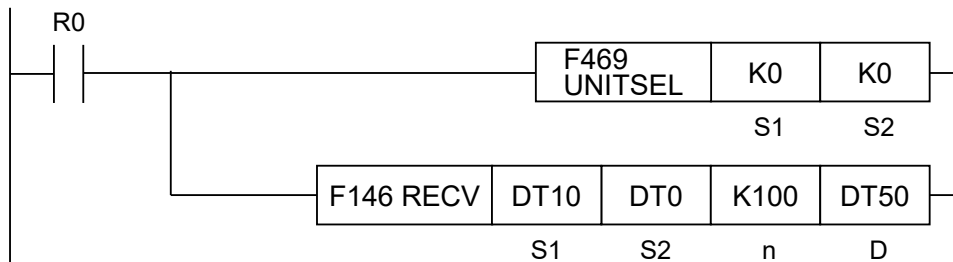 R0
F469
UNITSEL K0 K0
S1 S2
F146 RECV DT10 DT0 K100 DT50
S1 S2 n D